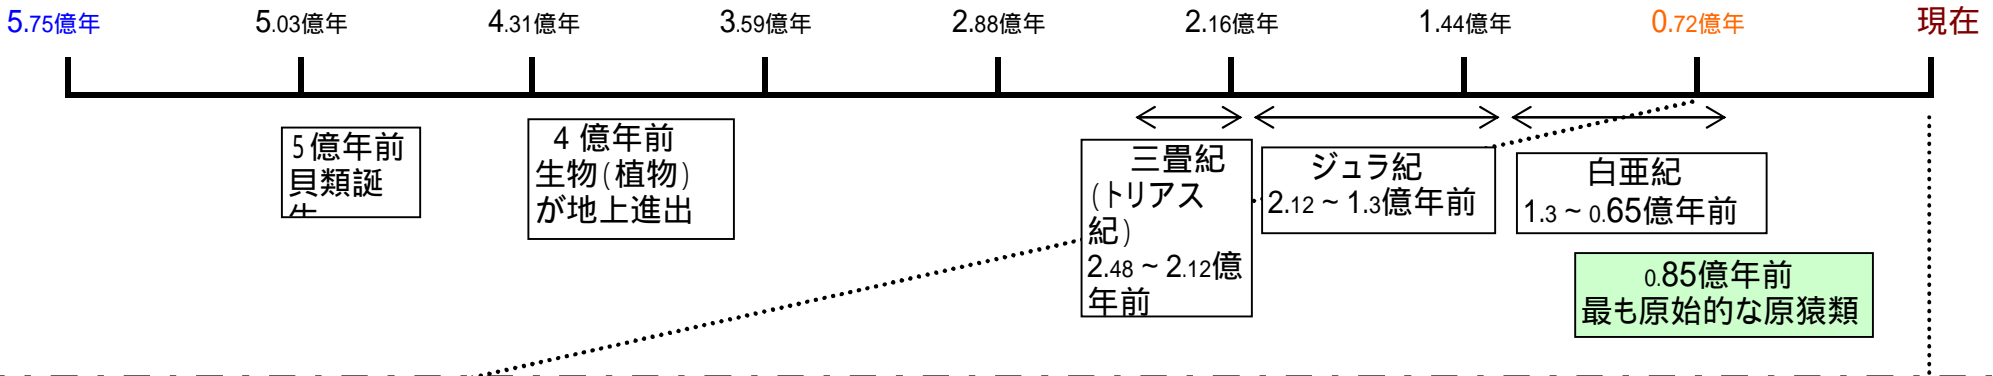 5.75億年 5.03億年 4.31億年 3.59億年 2.88億年 2.16億年 1.44億年 0.72億年 現在
5億年前
貝類誕
4億年前
生物(植物)
が地上進出
三畳紀
(トリアス
紀)
2.48~2.12億
年前
ジュラ紀
2.12~1.3億年前
白亜紀
1.3~0.65億年前
0.85億年前
最も原始的な原猿類